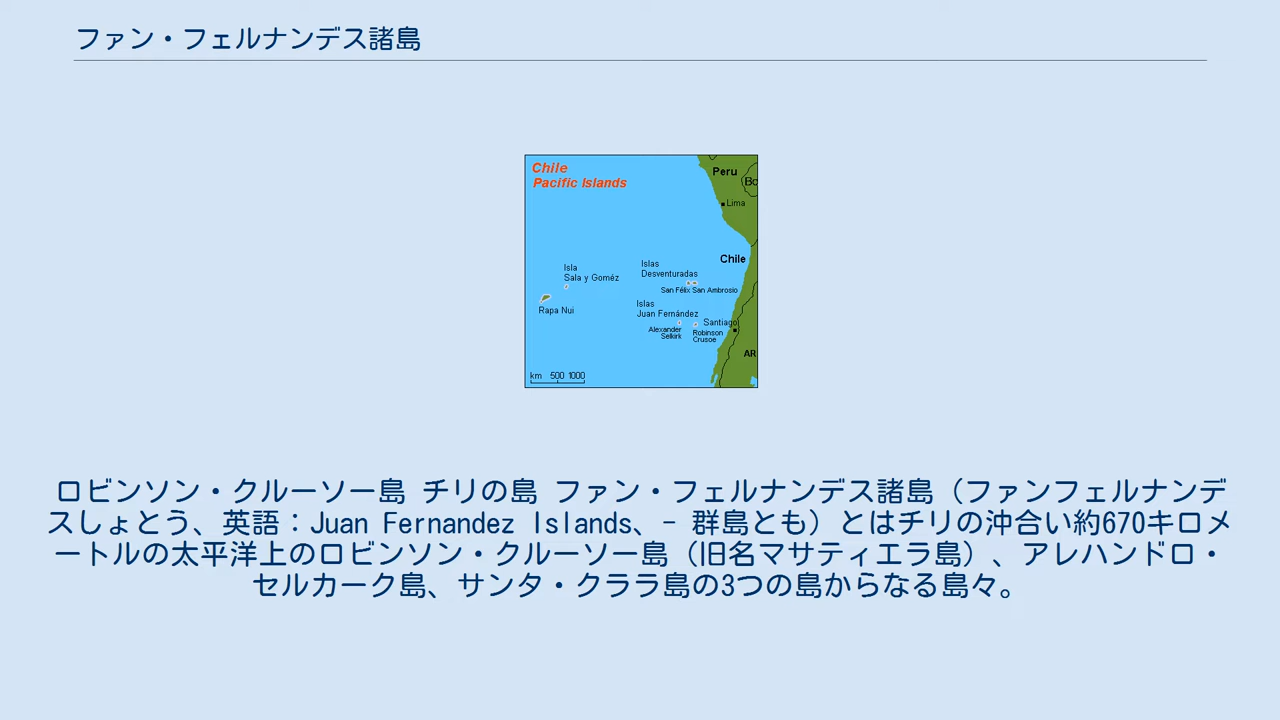 ファン・フェルナンデス諸島
Chile
Pacific Islands
Peru
Bo
Lima
Chile
Isla
Sala y Goméz
Islas
Desventuradas
San Félix San Ambrosio
Rapa Nui
Islas
Juan Fernández
Alexander
Selkirk
Robinson
Crusoe
Santiago
AR
km 500 1000
ロビンソン・クルーソー島 チリの島 ファン・フェルナンデス諸島（ファンフェルナンデ
スしょとう、英語：Juan Fernandez Islands、- 群島とも）とはチリの沖合い約670キロメ
ートルの太平洋上のロビンソン・クルーソー島（旧名マサティエラ島）、アレハンドロ・
セルカーク島、サンタ・クララ島の3つの島からなる島々。